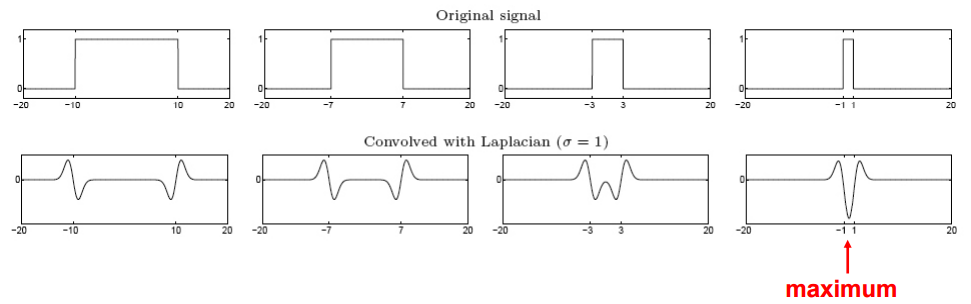 Original signal
1 1 1 1
0 0 0 0
−20 −10 10 20 −20 −7 7 20 −20 −3 3 20 −20 −1 1 20
Convolved with Laplacian (σ = 1)
0 0 0 0
−20 −10 10 20 −20 −7 7 20 −20 −3 3 20 −20 −1 1 20
maximum